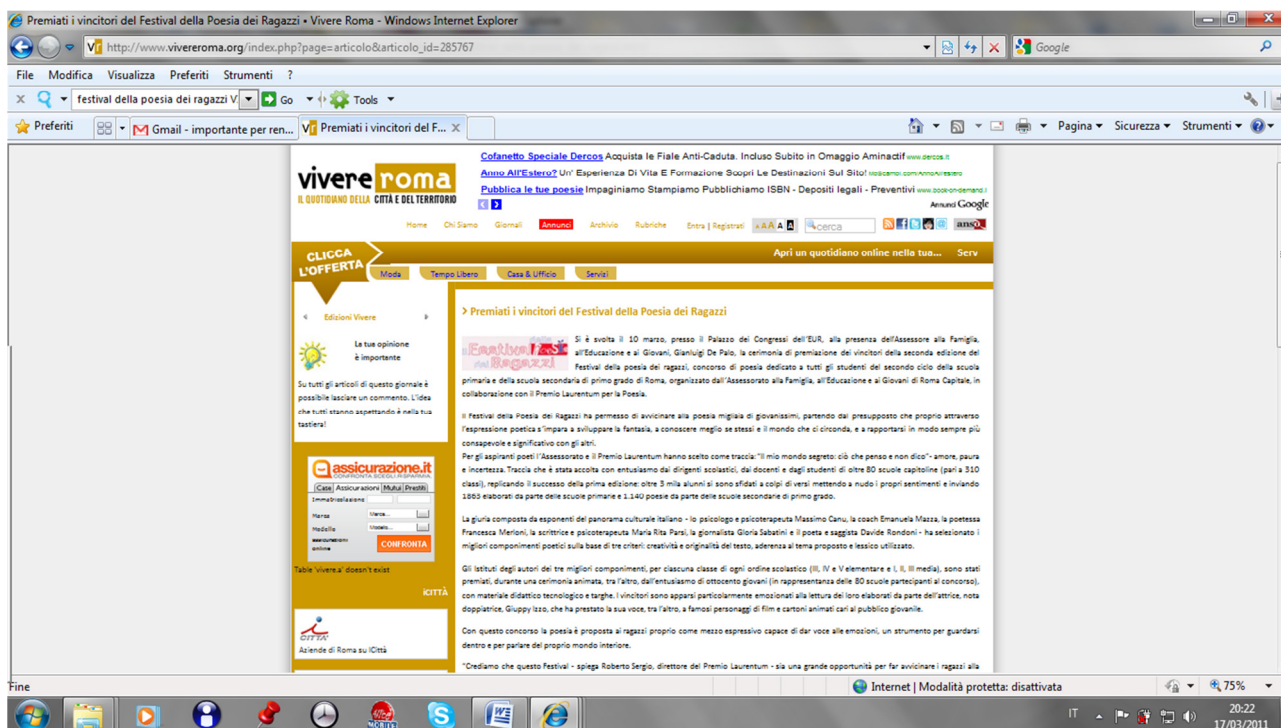 Premiati i vincitori del Festival della Poesia dei Ragazzi • Vivere Roma - Windows Internet Explorer
http://www.vivereroma.org/index.php?page=articolo&articolo_id=285767
Google
File Modifica Visualizza Preferiti Strumenti ?
festival della poesia dei ragazzi V Go Tools
Preferiti Gmail - importante per ren... Premiati i vincitori del F... Pagina Sicurezza Strumenti
vivere roma
IL QUOTIDIANO DELLA CITTÀ E DEL TERRITORIO
Cofanetto Speciale Dercos Acquista le Fiale Anti-Caduta. Incluso Subito in Omaggio Aminactif www.dercos.it
Anno All'Estero? Un' Esperienza Di Vita E Formazione Scopri Le Destinazioni Sul Sito!
Pubblica le tue poesie Impaginiamo Stampiamo Pubblichiamo ISBN - Depositi legali - Preventivi
Annunci Google
Home Chi Siamo Giornali Annunci Archivio Rubriche Entra | Registrati A A A A cerca anso
CLICCA
L'OFFERTA
Apri un quotidiano online nella tua... Serv
Moda Tempo Libero Casa & Ufficio Servizi
Edizioni Vivere
La tua opinione
è importante
Su tutti gli articoli di questo giornale è
possibile lasciare un commento. L'idea
che tutti stanno aspettando è nella tua
tastiera!
assicurazione.it
CONFRONTA SCEGLI RISPARMIA.
Case Assicurazioni Mutui Prestiti
Immatricolazione
Marca Marca...
Modello Modello...
assicurazioni
online
CONFRONTA
Table 'vivere.a' doesn't exist
iCITTÀ
Aziende di Roma su iCittà
Premiati i vincitori del Festival della Poesia dei Ragazzi
il Festival Poesia
dei Ragazzi
Si è svolta il 10 marzo, presso il Palazzo dei Congressi dell'EUR, alla presenza dell'Assessore alla Famiglia,
all'Educazione e ai Giovani, Gianluigi De Palo, la cerimonia di premiazione dei vincitori della seconda edizione del
Festival della poesia dei ragazzi, concorso di poesia dedicato a tutti gli studenti del secondo ciclo della scuola
primaria e della scuola secondaria di primo grado di Roma, organizzato dall'Assessorato alla Famiglia, all'Educazione e ai Giovani di Roma Capitale, in
collaborazione con il Premio Laurentum per la Poesia.
Il Festival della Poesia dei Ragazzi ha permesso di avvicinare alla poesia migliaia di giovanissimi, partendo dal presupposto che proprio attraverso
l'espressione poetica s'impara a sviluppare la fantasia, a conoscere meglio se stessi e il mondo che ci circonda, e a rapportarsi in modo sempre più
consapevole e significativo con gli altri.
Per gli aspiranti poeti l'Assessorato e il Premio Laurentum hanno scelto come traccia: "Il mio mondo segreto: ciò che penso e non dico"- amore, paura
e incertezza. Traccia che è stata accolta con entusiasmo dai dirigenti scolastici, dai docenti e dagli studenti di oltre 80 scuole capitoline (pari a 310
classi), replicando il successo della prima edizione: oltre 3 mila alunni si sono sfidati a colpi di versi mettendo a nudo i propri sentimenti e inviando
1863 elaborati da parte delle scuole primarie e 1.140 poesie da parte delle scuole secondarie di primo grado.
La giuria composta da esponenti del panorama culturale italiano - lo psicologo e psicoterapeuta Massimo Canu, la coach Emanuela Mazza, la poetessa
Francesca Merloni, la scrittrice e psicoterapeuta Maria Rita Parsi, la giornalista Gloria Sabatini e il poeta e saggista Davide Rondoni - ha selezionato i
migliori componimenti poetici sulla base di tre criteri: creatività e originalità del testo, aderenza al tema proposto e lessico utilizzato.
Gli Istituti degli autori dei tre migliori componimenti, per ciascuna classe di ogni ordine scolastico (III, IV e V elementare e I, II, III media), sono stati
premiati, durante una cerimonia animata, tra l'altro, dall'entusiasmo di ottocento giovani (in rappresentanza delle 80 scuole partecipanti al concorso),
con materiale didattico tecnologico e targhe. I vincitori sono apparsi particolarmente emozionati alla lettura dei loro elaborati da parte dell'attrice, nota
doppiatrice, Giuppy Izzo, che ha prestato la sua voce, tra l'altro, a famosi personaggi di film e cartoni animati cari al pubblico giovanile.
Con questo concorso la poesia è proposta ai ragazzi proprio come mezzo espressivo capace di dar voce alle emozioni, un strumento per guardarsi
dentro e per parlare del proprio mondo interiore.
"Crediamo che questo Festival - spiega Roberto Sergio, direttore del Premio Laurentum - sia una grande opportunità per far avvicinare i ragazzi alla
Fine Internet | Modalità protetta: disattivata 75%
IT 20:22
17/03/2011